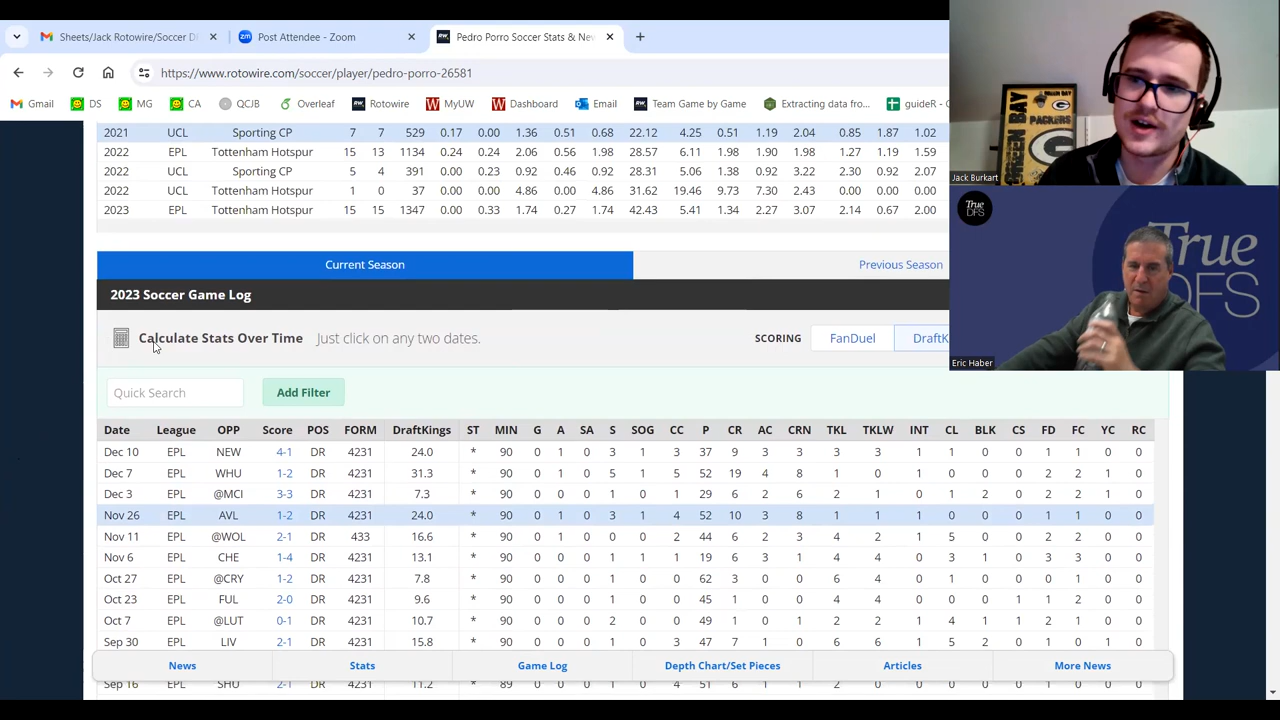 Sheets/Jack Rotowire/Soccer D
Post Attendee - Zoom
Pedro Porro Soccer Stats & Ne
https://www.rotowire.com/soccer/player/pedro-porro-26581
Gmail DS MG CA QCJB Overleaf Rotowire MyUW Dashboard Email Team Game by Game Extracting data fro... guideR - G
2021 UCL Sporting CP 7 529 0.17 0.00 1.36 0.51 0.68 22.12 4.25 0.51 1.19 2.04 0.85 1.87 1.02
2022 EPL Tottenham Hotspur 15 1134 0.24 0.24 2.06 0.56 1.98 28.57 6.11 1.98 1.90 1.98 1.27 1.19 1.59
2022 UCL Sporting CP 5 4 391 0.00 0.23 0.92 0.46 0.92 28.31 5.06 1.38 0.92 3.22 2.30 0.92 2.07
2022 UCL Tottenham Hotspur 1 0 37 0.00 0.00 4.86 0.00 4.86 31.62 19.46 9.73 7.30 2.43 0.00 0.00 0.00
2023 EPL Tottenham Hotspur 15 15 1347 0.00 0.33 1.74 0.27 1.74 42.43 5.41 1.34 2.27 3.07 2.14 0.67 2.00
Current Season Previous Season
2023 Soccer Game Log
Calculate Stats Over Time Just click on any two dates. SCORING FanDuel DraftK
Quick Search Add Filter
Date League OPP Score POS FORM DraftKings ST MIN G A SA S SOG CC P CR AC CRN TKL TKLW INT CL BLK CS FD FC YC RC
Dec 10 EPL NEW 4-1 DR 4231 24.0 * 90 0 1 0 3 1 3 37 9 3 3 3 3 1 1 0 0 1 1 0 0
Dec 7 EPL WHU 1-2 DR 4231 31.3 * 90 0 1 0 5 1 5 52 19 4 8 1 0 1 1 0 0 2 2 1 0
Dec 3 EPL @MCI 3-3 DR 4231 7.3 * 90 0 0 0 1 0 1 29 6 2 6 2 1 0 1 2 0 2 2 1 0
Nov 26 EPL AVL 1-2 DR 4231 24.0 * 90 0 1 0 3 1 4 52 10 3 8 1 1 1 0 0 0 1 1 0 0
Nov 11 EPL @WOL 2-1 DR 433 16.6 * 90 0 1 0 0 0 2 44 6 2 3 4 2 1 5 0 0 2 2 0 0
Nov 6 EPL CHE 1-4 DR 4231 13.1 * 90 0 0 0 1 1 1 19 6 3 1 4 4 0 3 1 0 3 3 0 0
Oct 27 EPL @CRY 1-2 DR 4231 7.8 * 90 0 0 0 1 0 0 62 3 0 0 6 4 0 1 0 0 0 0 0 0
Oct 23 EPL FUL 2-0 DR 4231 9.6 * 90 0 0 0 1 0 0 45 1 0 0 4 4 0 0 0 1 1 2 0 0
Oct 7 EPL @LUT 0-1 DR 4231 10.7 * 90 0 0 0 2 0 0 49 1 0 0 2 2 1 4 0 1 2 1 0 0
Sep 30 EPL LIV 2-1 DR 4231 15.8 * 90 0 0 0 1 0 3 47 7 1 0 6 6 1 5 2 0 1 0 1 0
News Stats Game Log Depth Chart/Set Pieces Articles More News
Jack Burkart
True
DFS
True
DFS
Eric Haber
GREEN BAY
PACKERS
G